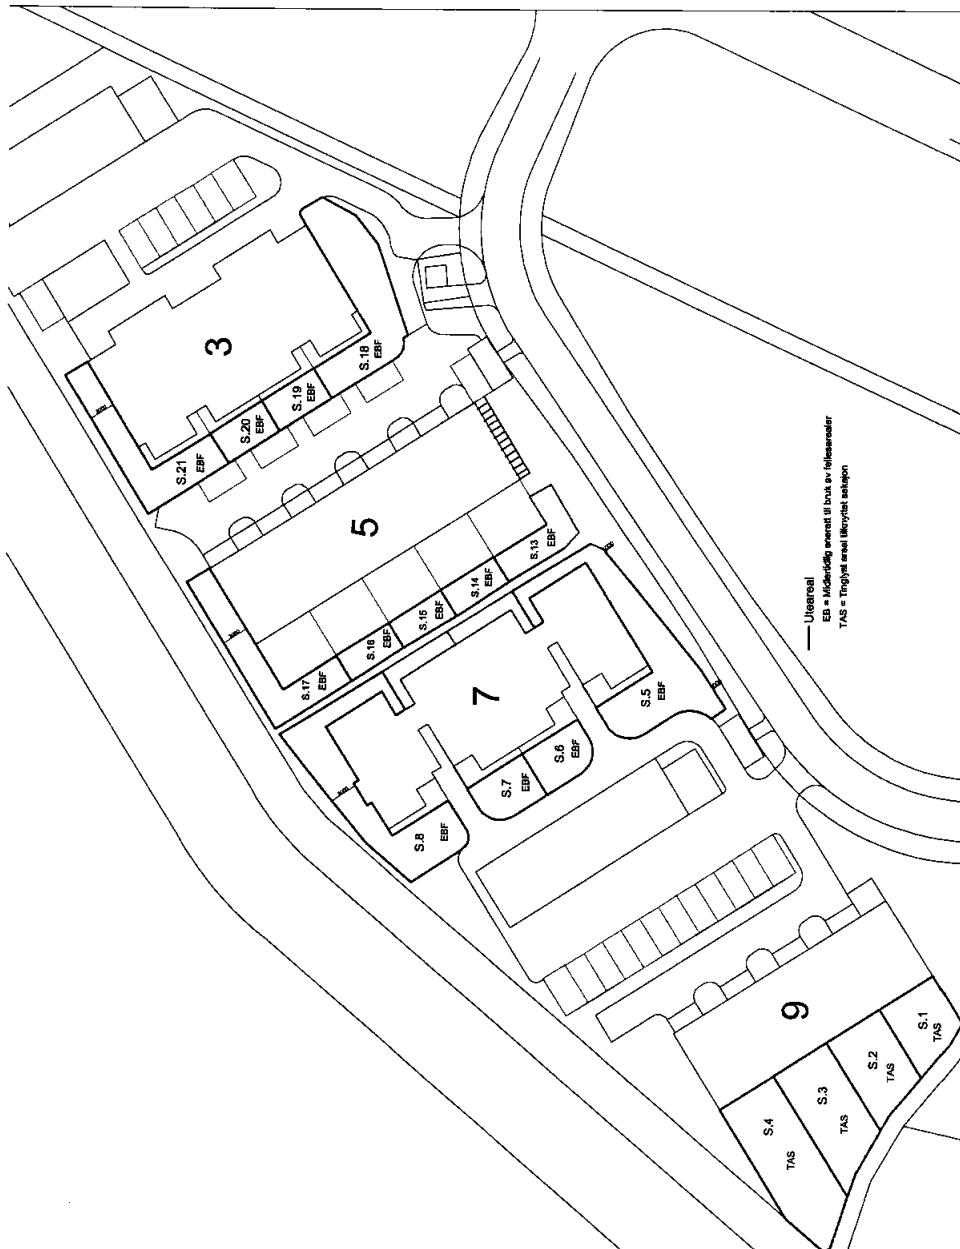 3
S.18
EBF
S.19
EBF
S.20
EBF
S.21
EBF
5
S.13
EBF
S.14
EBF
S.15
EBF
S.16
EBF
S.17
EBF
7
S.5
EBF
S.6
EBF
S.7
EBF
S.8
EBF
9
S.1
TAS
S.2
TAS
S.3
TAS
S.4
TAS
Uteareal
EB = Midlertidig enerett til bruk av fellesarealer
TAS = Tinglyst areal tilknyttet seksjon